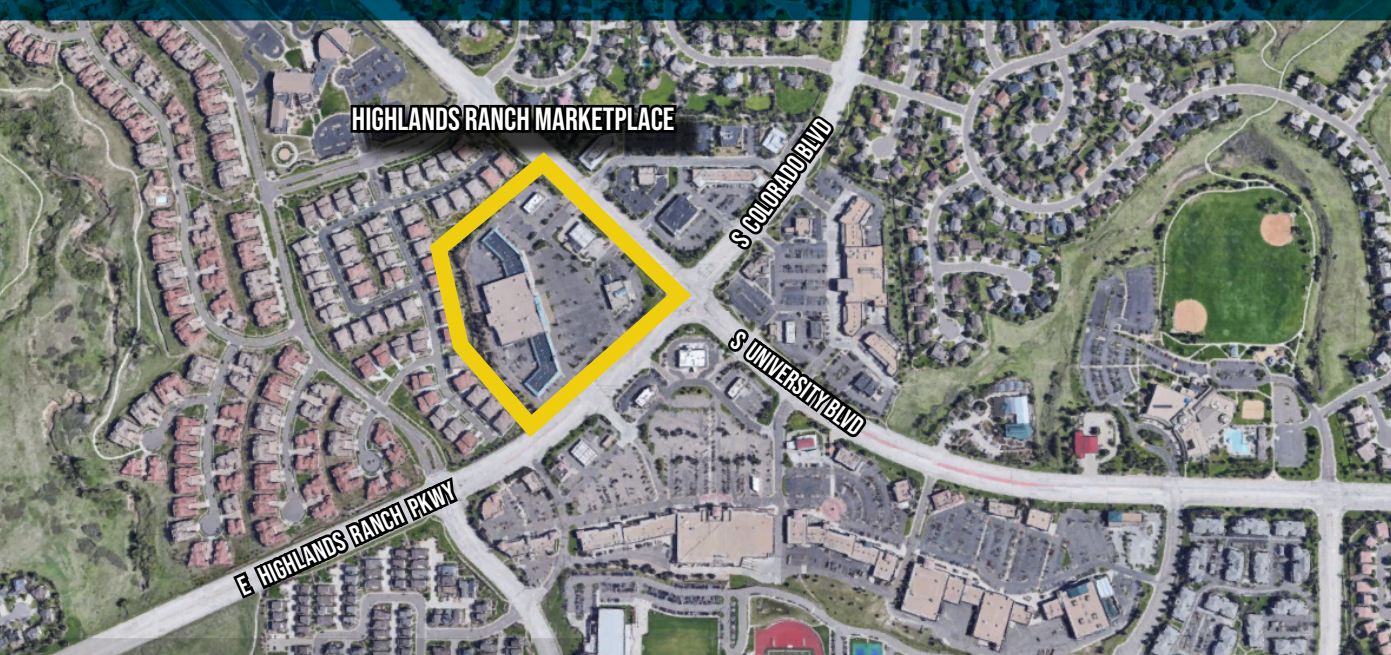 HIGHLANDS RANCH MARKETPLACE
S COLORADO BLVD
S UNIVERSITY BLVD
E HIGHLANDS RANCH PKWY